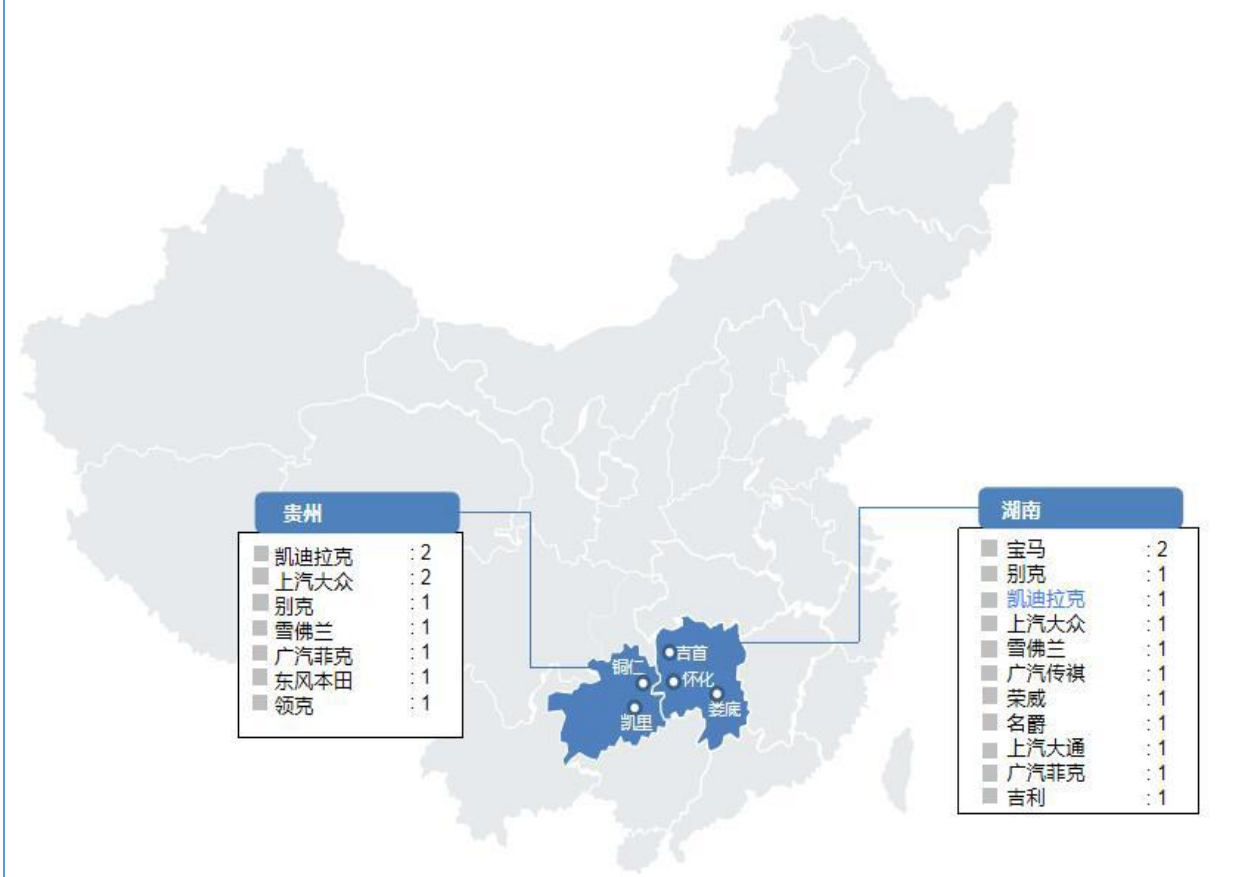 贵州
凯迪拉克 : 2
上汽大众 : 2
别克 : 1
雪佛兰 : 1
广汽菲克 : 1
东风本田 : 1
领克 : 1
湖南
宝马 : 2
别克 : 1
凯迪拉克 : 1
上汽大众 : 1
雪佛兰 : 1
广汽传祺 : 1
荣威 : 1
名爵 : 1
上汽大通 : 1
广汽菲克 : 1
吉利 : 1
吉首
铜仁
怀化
娄底
凯里